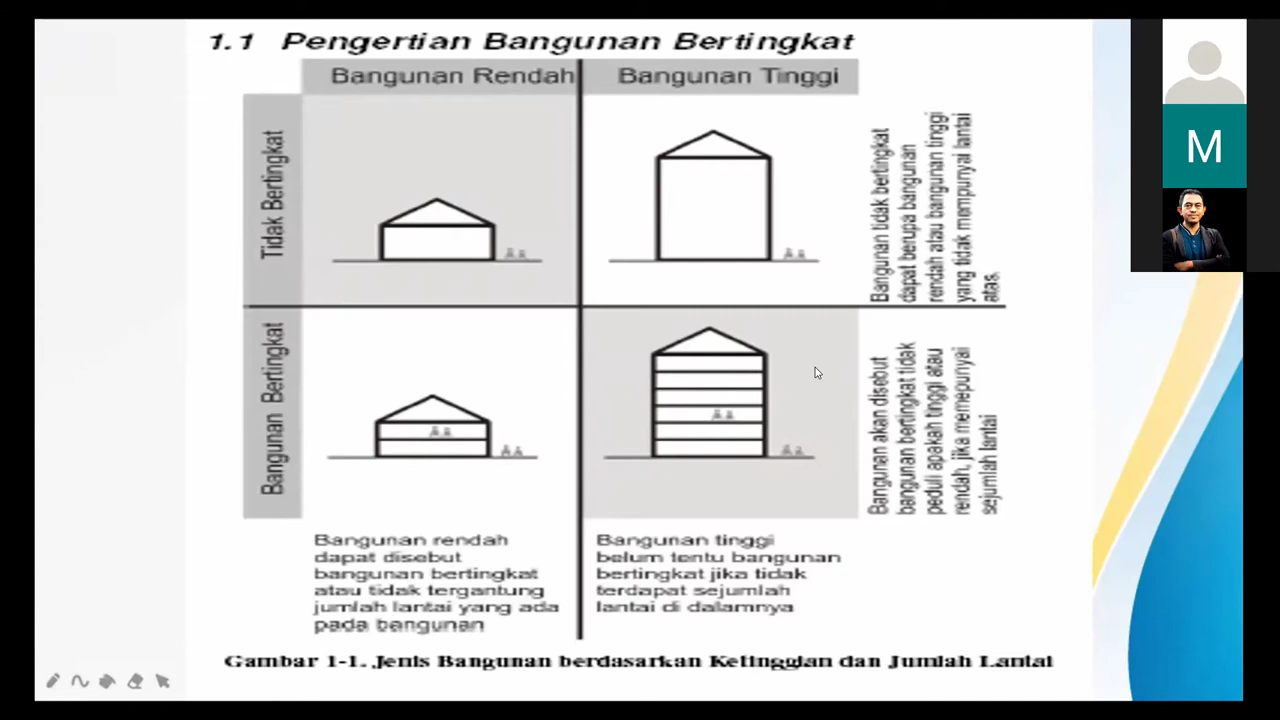 1.1 Pengertian Bangunan Bertingkat
Bangunan Rendah
Bangunan Tinggi
Tidak Bertingkat
Bangunan tidak bertingkat
dapat berupa bangunan
rendah atau bangunan tinggi
yang tidak mempunyai lantai
atas.
Bangunan Bertingkat
Bangunan akan disebut
bangunan bertingkat tidak
peduli apakah tinggi atau
rendah, jika memepunyai
sejumlah lantai
Bangunan rendah
dapat disebut
bangunan bertingkat
atau tidak tergantung
jumlah lantai yang ada
pada bangunan
Bangunan tinggi
belum tentu bangunan
bertingkat jika tidak
terdapat sejumlah
lantai di dalamnya
Gambar 1-1. Jenis Bangunan berdasarkan Ketinggian dan Jumlah Lantai
M